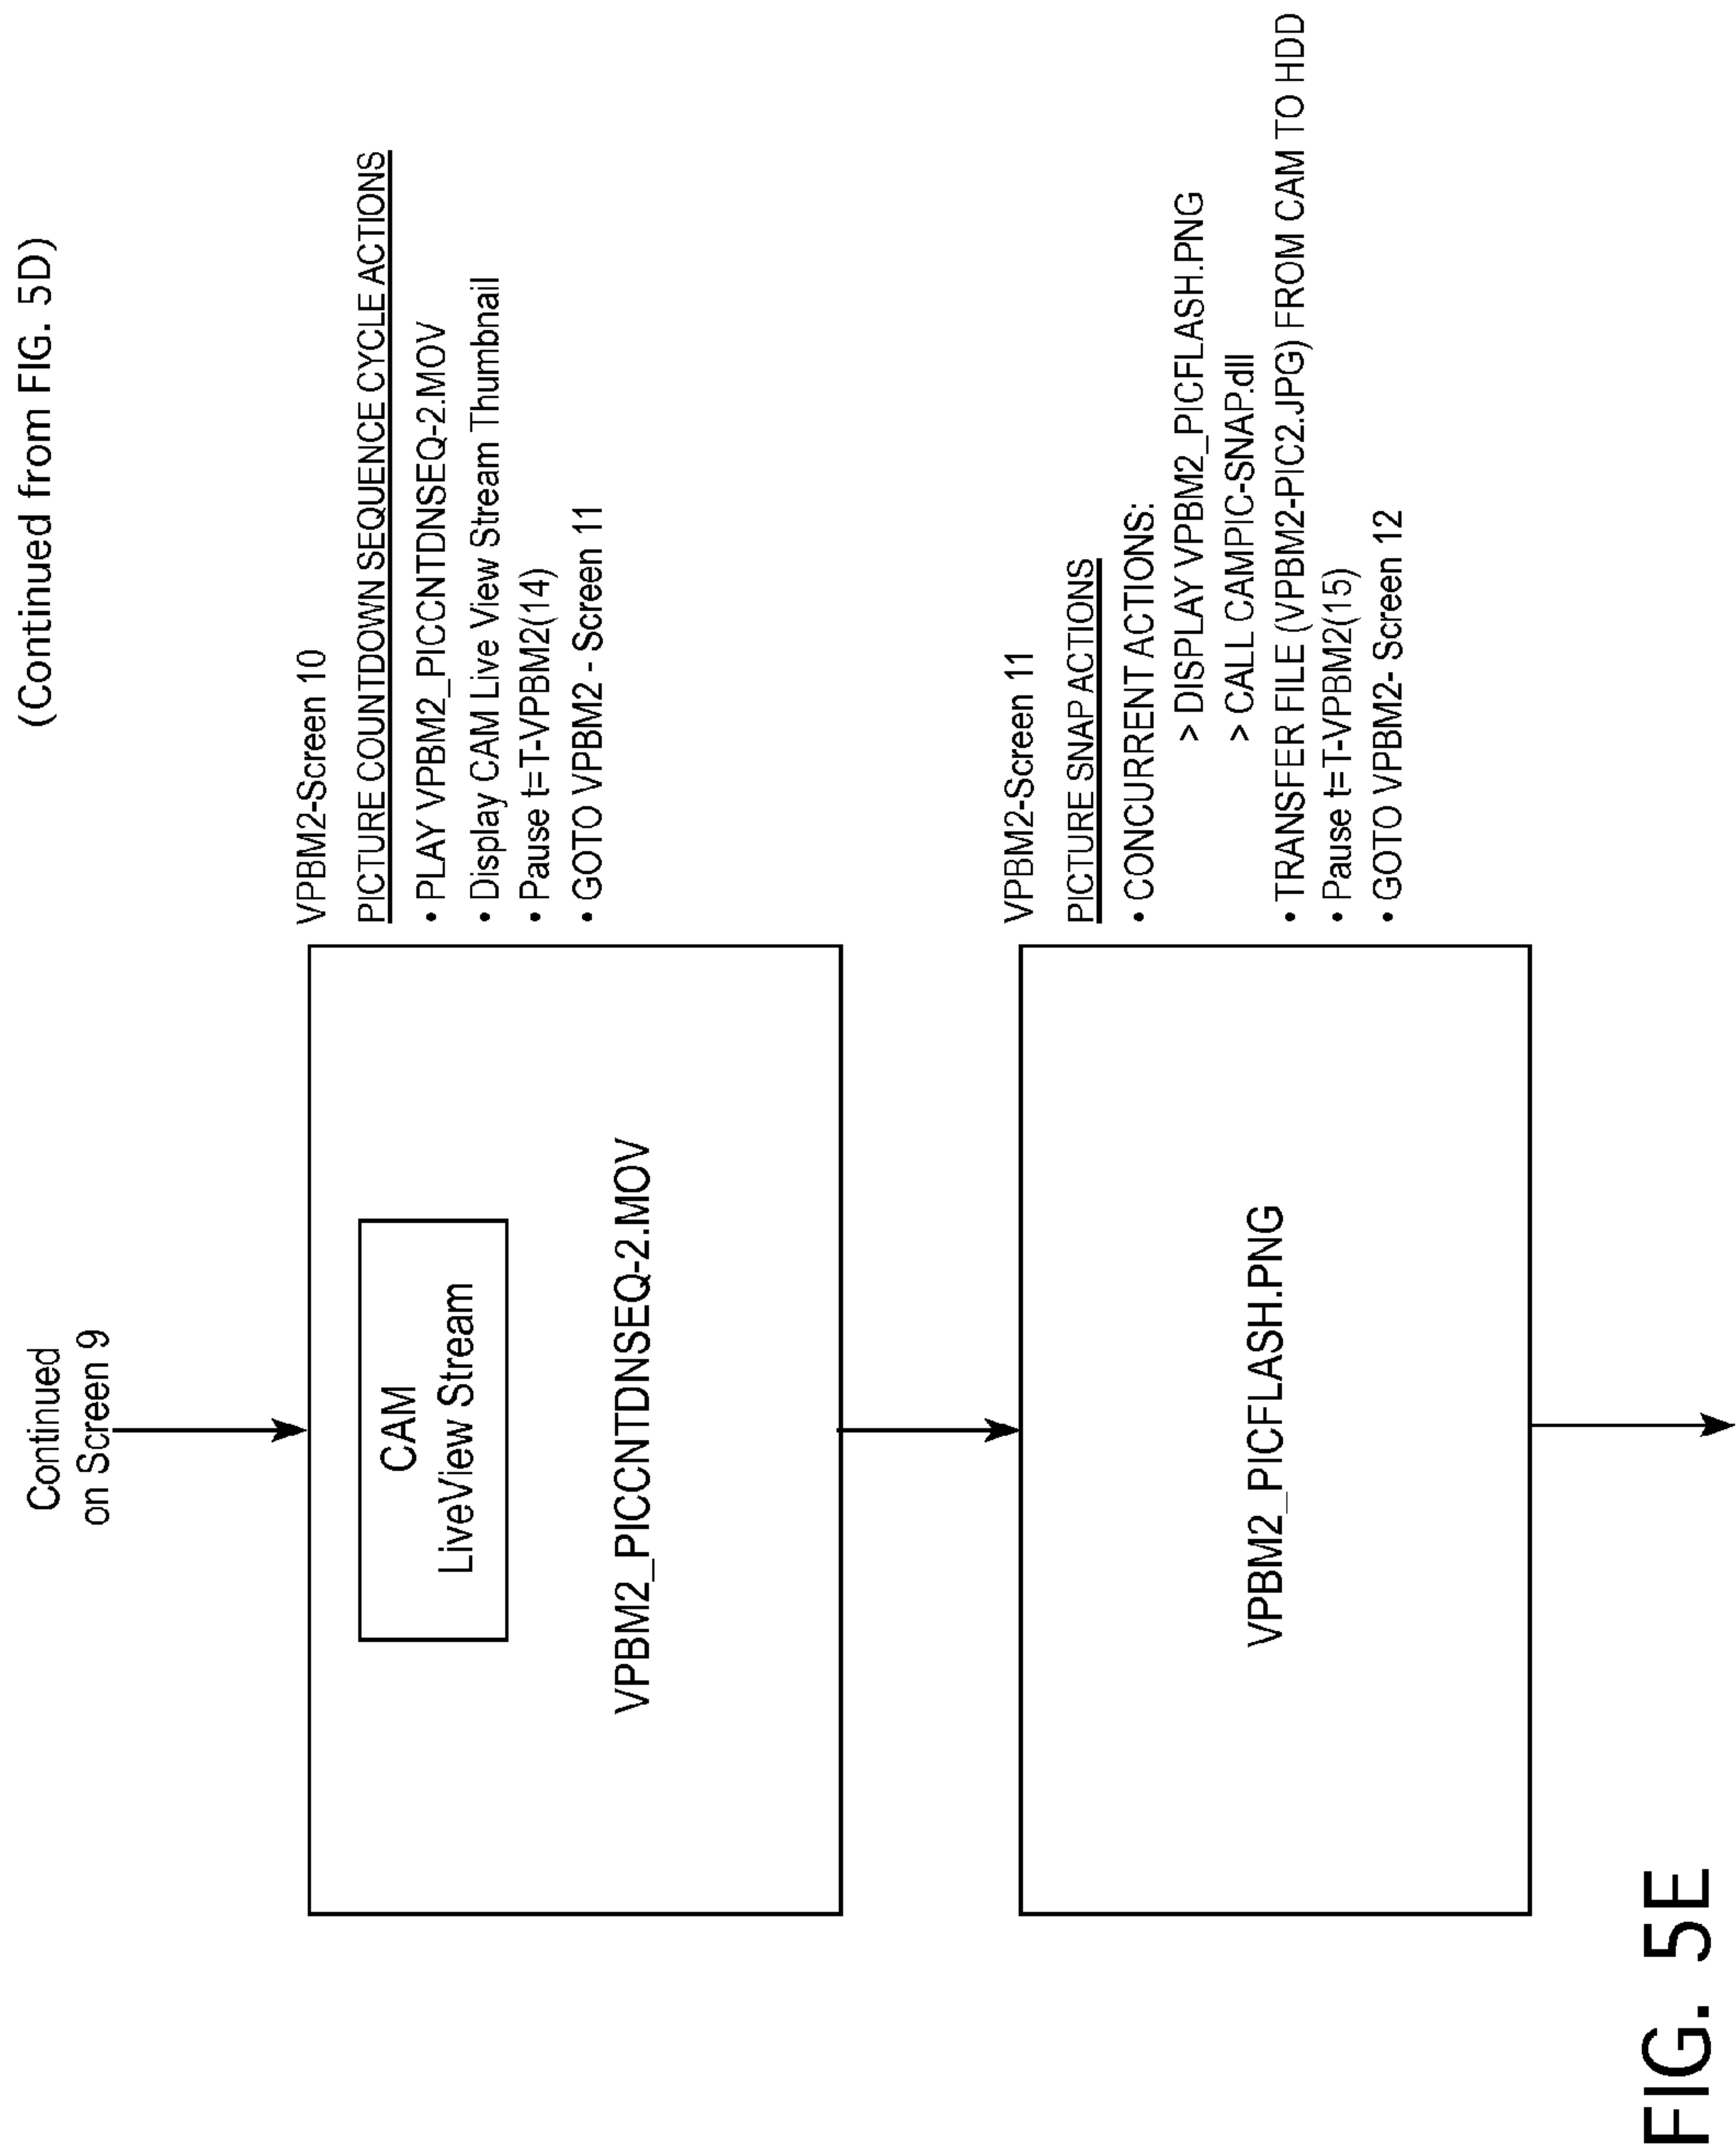 (Continued from FIG. 5D)
Continued
on Screen 9
CAM
LiveView Stream
VPBM2_PICCNTDNSEQ-2.MOV
VPBM2-Screen 10
PICTURE COUNTDOWN SEQUENCE CYCLE ACTIONS
• PLAY VPBM2_PICCNTDNSEQ-2.MOV
• Display CAM Live View Stream Thumbnail
• Pause t=T-VPBM2(14)
• GOTO VPBM2 - Screen 11
VPBM2_PICFLASH.PNG
VPBM2-Screen 11
PICTURE SNAP ACTIONS
• CONCURRENT ACTIONS:
> DISPLAY VPBM2_PICFLASH.PNG
> CALL CAMPIC-SNAP.dll
• TRANSFER FILE (VPBM2-PIC2.JPG) FROM CAM TO HDD
• Pause t=T-VPBM2(15)
• GOTO VPBM2- Screen 12
FIG. 5E